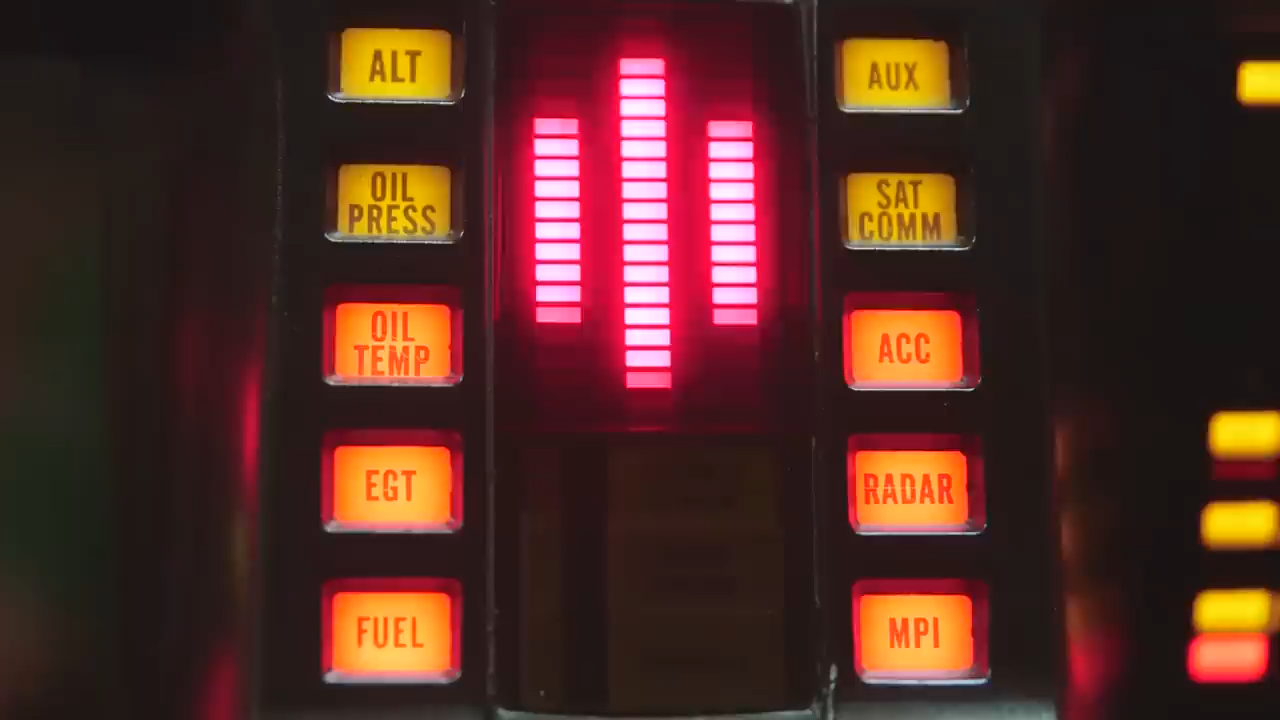 ALT
OIL
PRESS
OIL
TEMP
EGT
FUEL
AUX
SAT
COMM
ACC
RADAR
MPI